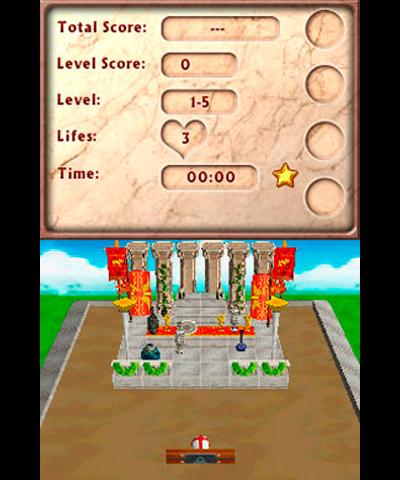 Total Score: ---
Level Score: 0
Level: 1-5
Lifes: 3
Time: 00:00